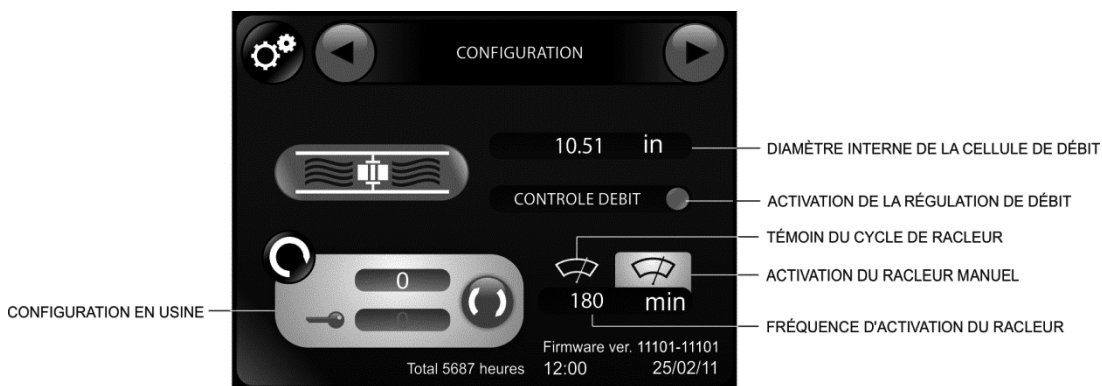 CONFIGURATION
10.51 in
DIAMÈTRE INTERNE DE LA CELLULE DE DÉBIT
CONTROLE DEBIT
ACTIVATION DE LA RÉGULATION DE DÉBIT
TÉMOIN DU CYCLE DE RACLEUR
ACTIVATION DU RACLEUR MANUEL
0
180 min
CONFIGURATION EN USINE
0
FRÉQUENCE D'ACTIVATION DU RACLEUR
Firmware ver. 11101-11101
Total 5687 heures 12:00 25/02/11